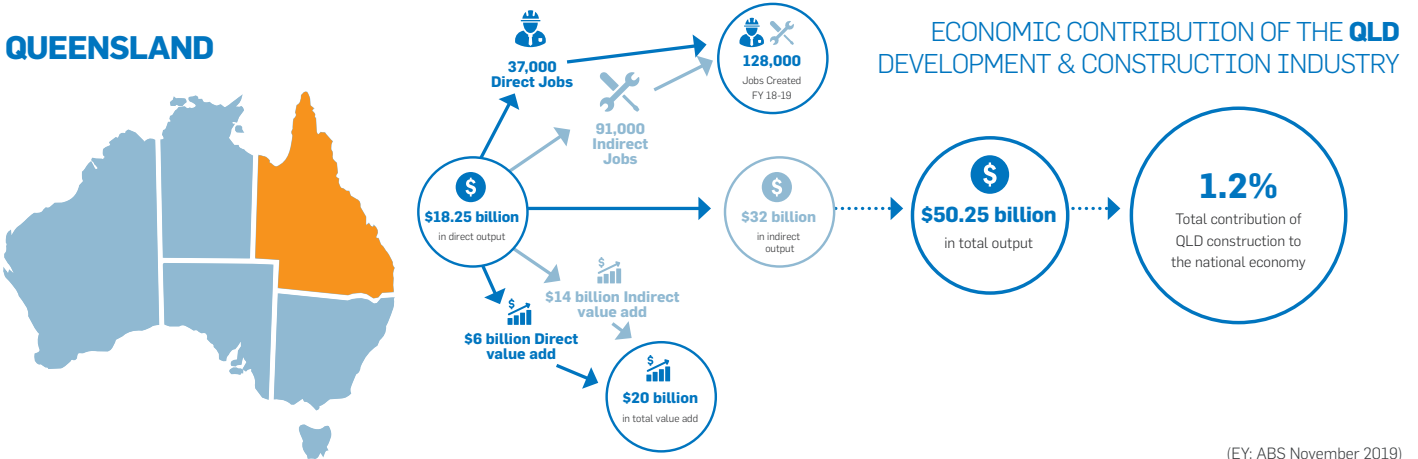 QUEENSLAND
ECONOMIC CONTRIBUTION OF THE QLD
DEVELOPMENT & CONSTRUCTION INDUSTRY
37,000
Direct Jobs
91,000
Indirect
Jobs
128,000
Jobs Created
FY 18-19
$
$18.25 billion
in direct output
$
$32 billion
in indirect
output
$
$50.25 billion
in total output
1.2%
Total contribution of
QLD construction to
the national economy
$
$14 billion Indirect
value add
$
$6 billion Direct
value add
$
$20 billion
in total value add
(EY: ABS November 2019)